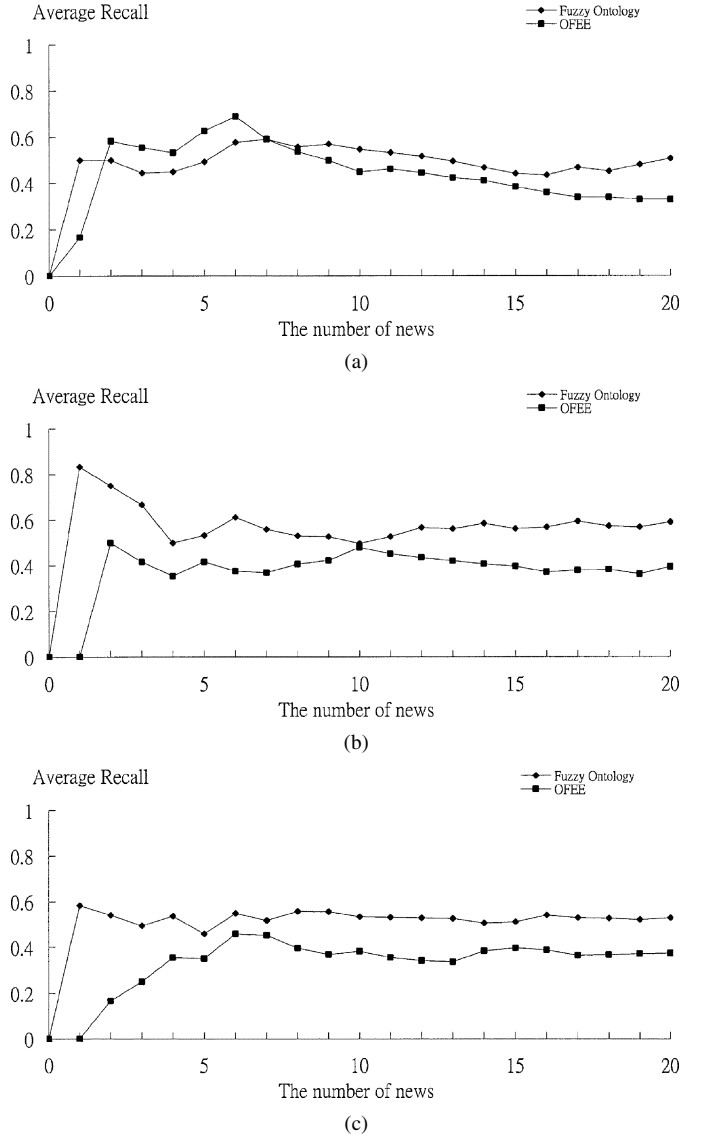 Average Recall
Fuzzy Ontology
OFEE
1
0.8
0.6
0.4
0.2
0
0 5 10 15 20
The number of news
(a)
Average Recall
Fuzzy Ontology
OFEE
1
0.8
0.6
0.4
0.2
0
0 5 10 15 20
The number of news
(b)
Average Recall
Fuzzy Ontology
OFEE
1
0.8
0.6
0.4
0.2
0
0 5 10 15 20
The number of news
(c)